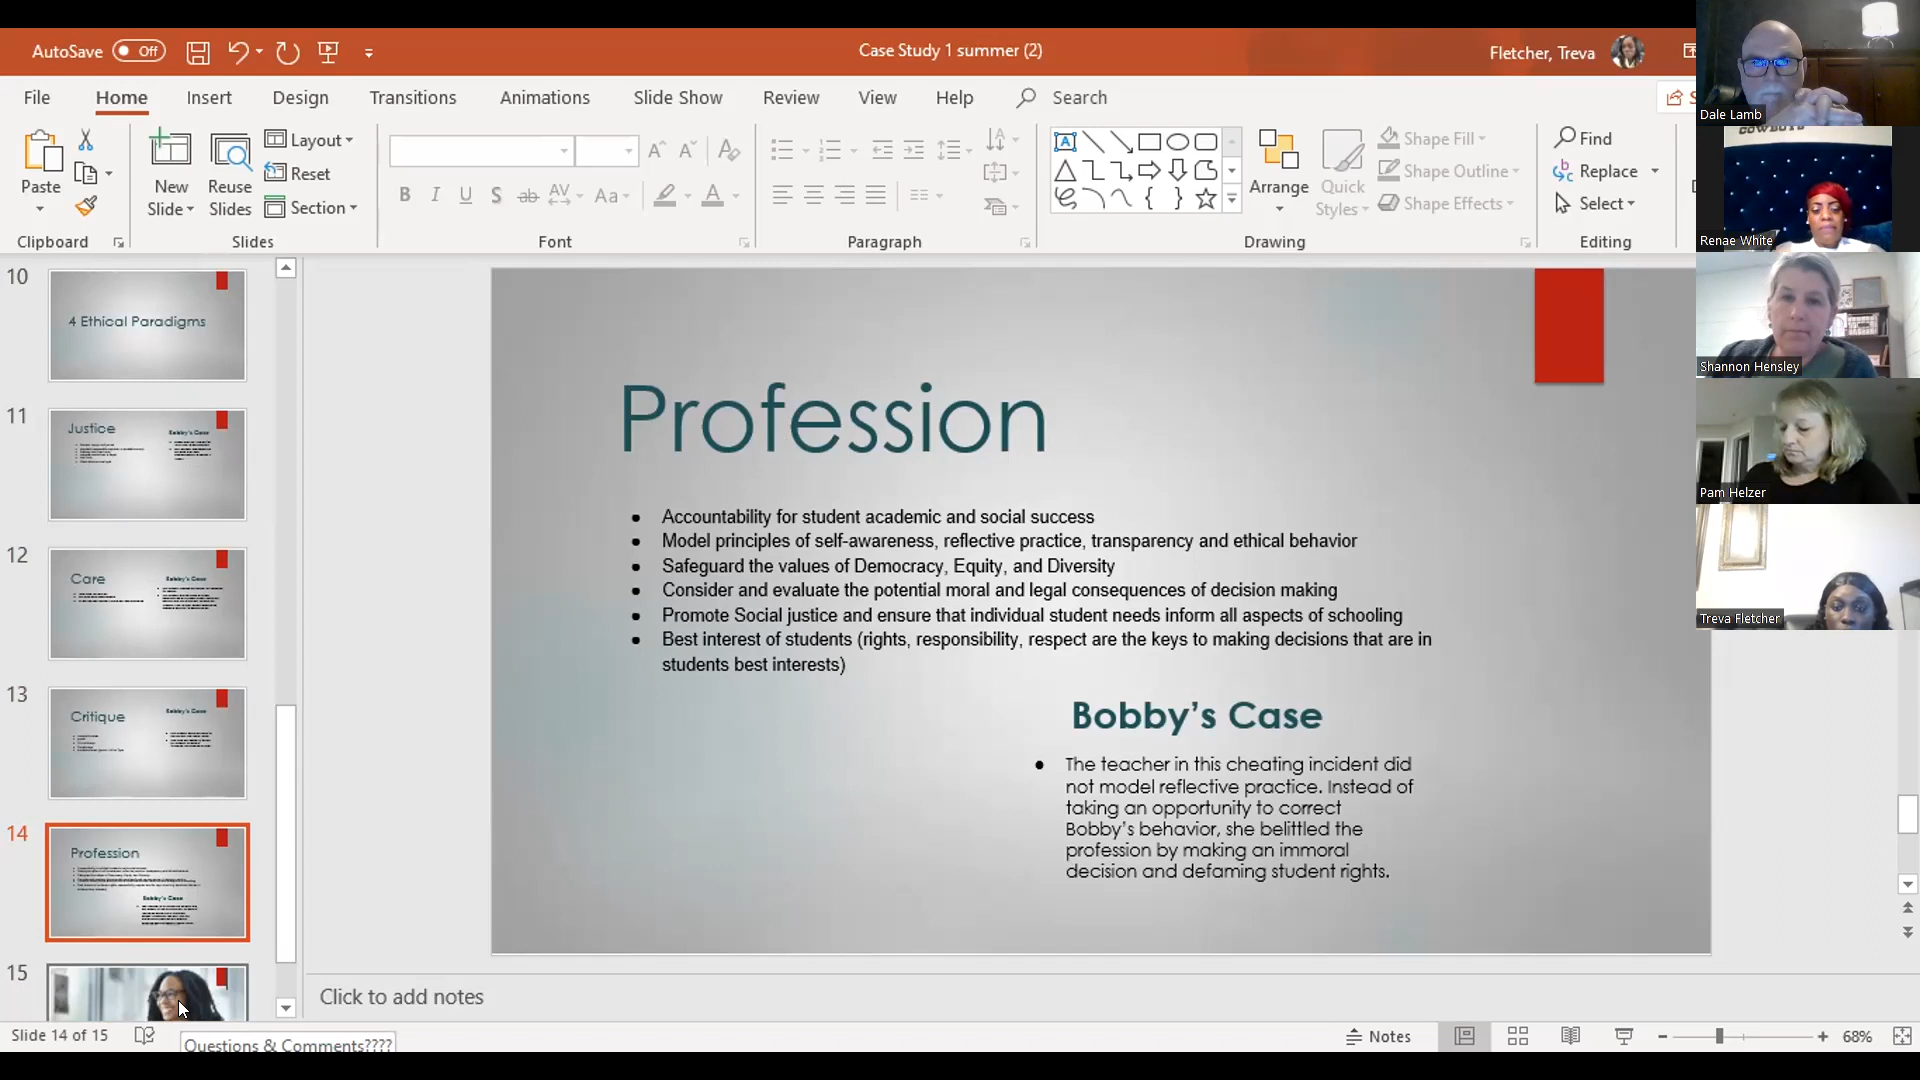 AutoSave Off
Case Study 1 summer (2)
Fletcher, Treva
File Home Insert Design Transitions Animations Slide Show Review View Help Search
Paste
New Slide
Reuse Slides
Layout
Reset
Section
Shape Fill
Shape Outline
Shape Effects
Arrange
Quick Styles
Find
Replace
Select
Clipboard Slides Font Paragraph Drawing Editing
Dale Lamb
COWBOYS
Renae White
Shannon Hensley
Pam Helzer
Treva Fletcher
10
4 Ethical Paradigms
11
Justice
Bobby's Case
12
Care
Bobby's Case
13
Critique
Bobby's Case
14
Profession
Bobby's Case
15
Profession
• Accountability for student academic and social success
• Model principles of self-awareness, reflective practice, transparency and ethical behavior
• Safeguard the values of Democracy, Equity, and Diversity
• Consider and evaluate the potential moral and legal consequences of decision making
• Promote Social justice and ensure that individual student needs inform all aspects of schooling
• Best interest of students (rights, responsibility, respect are the keys to making decisions that are in
students best interests)
Bobby's Case
• The teacher in this cheating incident did
not model reflective practice. Instead of
taking an opportunity to correct
Bobby's behavior, she belittled the
profession by making an immoral
decision and defaming student rights.
Click to add notes
Slide 14 of 15
Questions & Comments????
Notes
68%